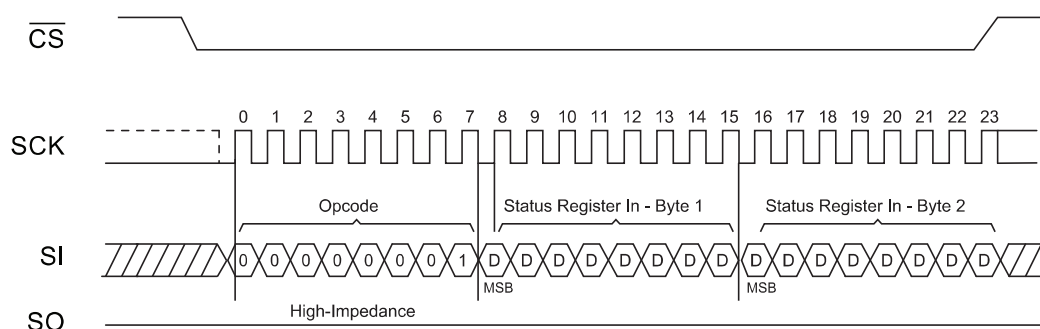 CS
SCK 0 1 2 3 4 5 6 7 8 9 10 11 12 13 14 15 16 17 18 19 20 21 22 23
Opcode Status Register In - Byte 1 Status Register In - Byte 2
SI 0 0 0 0 0 0 0 1 D D D D D D D D D D D D D D D D
MSB MSB
High-Impedance
SO